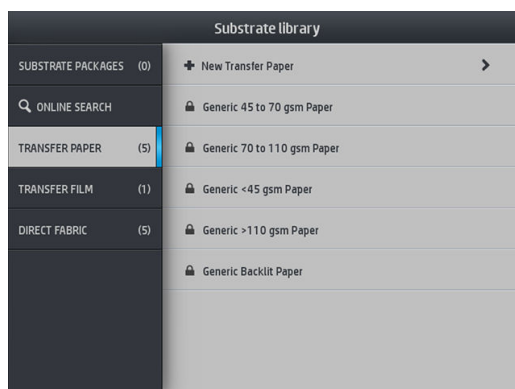 Substrate library
SUBSTRATE PACKAGES (0)
ONLINE SEARCH
TRANSFER PAPER (5)
TRANSFER FILM (1)
DIRECT FABRIC (5)
New Transfer Paper
Generic 45 to 70 gsm Paper
Generic 70 to 110 gsm Paper
Generic <45 gsm Paper
Generic >110 gsm Paper
Generic Backlit Paper